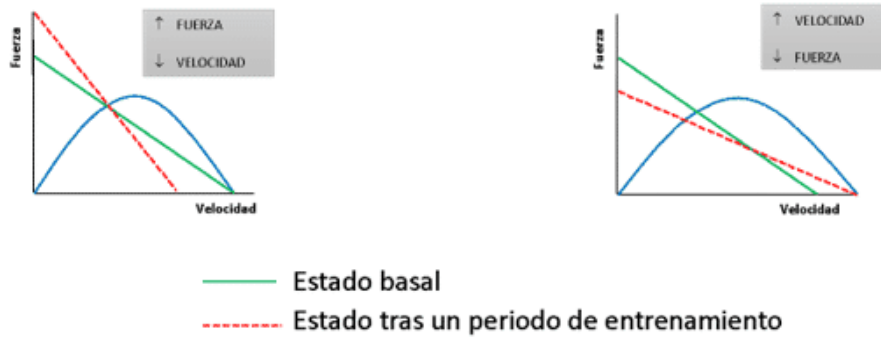 ↑ FUERZA
↓ VELOCIDAD
Fuerza
Velocidad
↑ VELOCIDAD
↓ FUERZA
Fuerza
Velocidad
Estado basal
Estado tras un periodo de entrenamiento